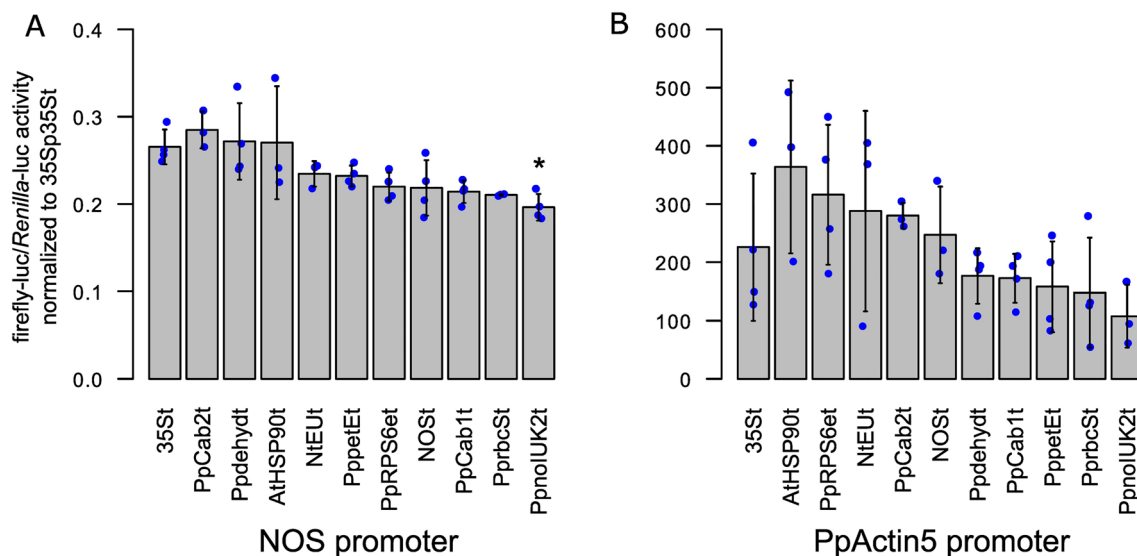 A
firefly-luc/Renilla-luc activity
normalized to 35Sp35St
0.4
0.3
0.2
0.1
0.0
*
35St
PpCab2t
Ppdehydt
AtHSP90t
NtEUt
PppetEt
PpRPS6et
NOSt
PpCab1t
PprbcSt
PpnolUK2t
NOS promoter
B
600
500
400
300
200
100
0
35St
AtHSP90t
PpRPS6et
NtEUt
PpCab2t
NOSt
Ppdehydt
PpCab1t
PppetEt
PprbcSt
PpnolUK2t
PpActin5 promoter